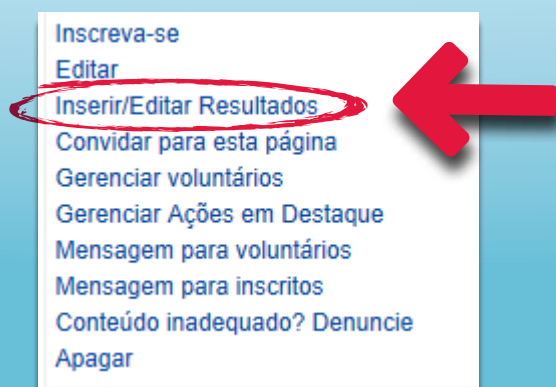 Inscreva-se
Editar
Inserir/Editar Resultados
Convidar para esta página
Gerenciar voluntários
Gerenciar Ações em Destaque
Mensagem para voluntários
Mensagem para inscritos
Conteúdo inadequado? Denuncie
Apagar